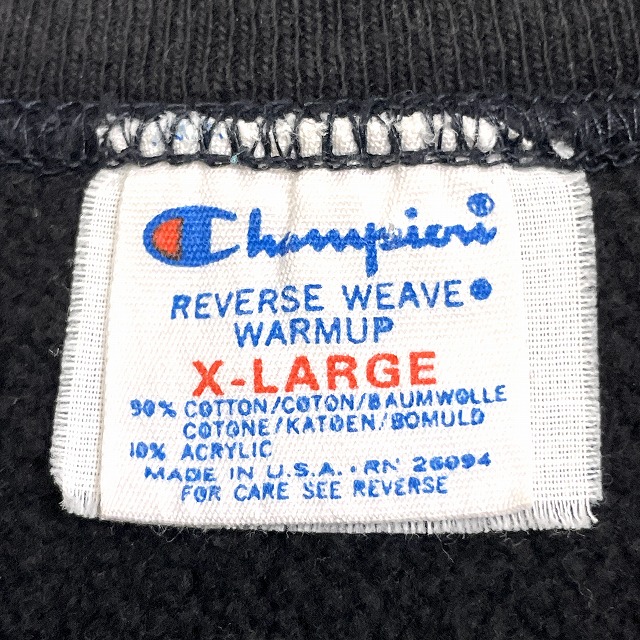 Champion®
REVERSE WEAVE®
WARMUP
X-LARGE
90% COTTON/COTON/BAUMWOLLE
COTONE/KATOEN/BOMULD
10% ACRYLIC
MADE IN U.S.A. · RN 26094
FOR CARE SEE REVERSE